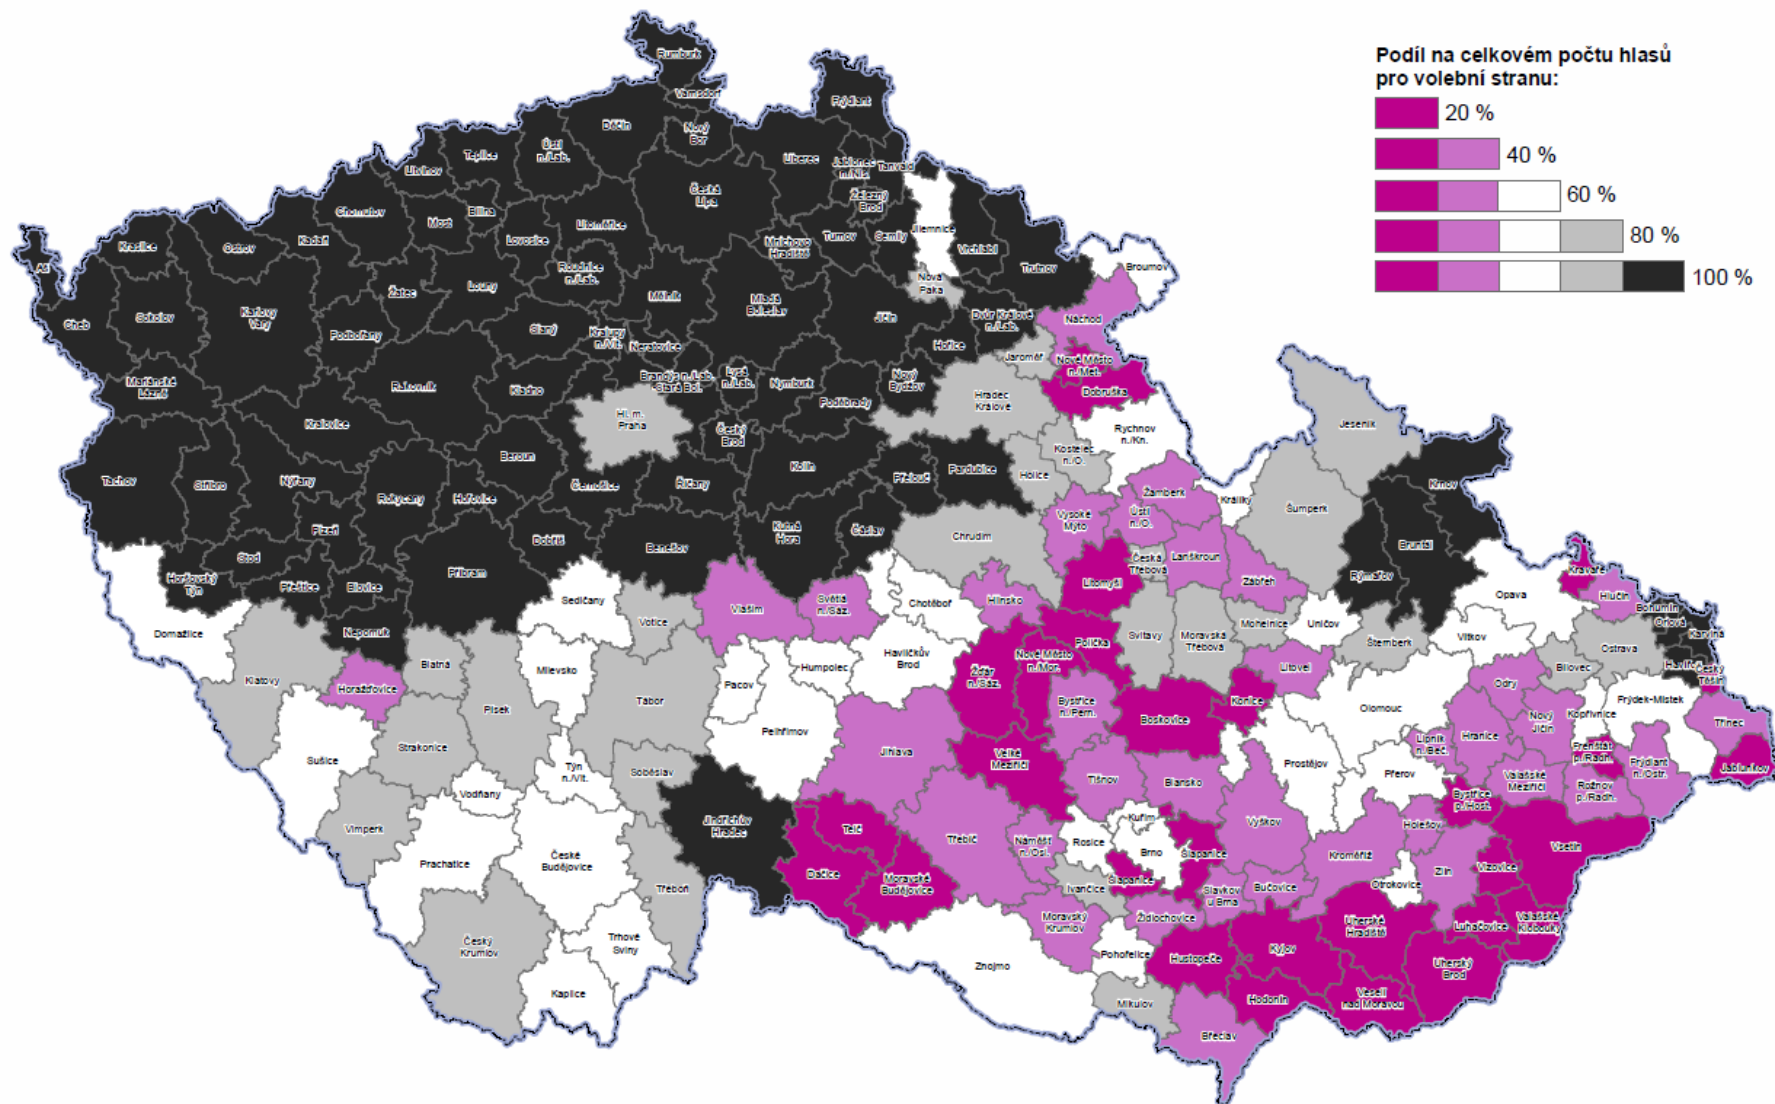 Podíl na celkovém počtu hlasů
pro volební stranu:
20 %
40 %
60 %
80 %
100 %
Rumburk
Varnsdorf
Frýdlant
Děčín
Nový
Bor
Ústí
n./Lab.
Teplice
Litvínov
Liberec
Jablonec
n./Nis.
Tanvald
Česká
Lípa
Železný
Brod
Chomutov
Most
Bílina
Litoměřice
Lovosice
Jilemnice
Kraslice
Ostrov
Kadaň
Mnichovo
Hradiště
Turnov
Semily
Vrchlabí
Trutnov
Broumov
Aš
Roudnice
n./Lab.
Nová
Paka
Žatec
Louny
Mělník
Mladá
Boleslav
Cheb
Sokolov
Karlovy
Vary
Podbořany
Slaný
Kralupy
n./Vlt.
Neratovice
Jičín
Dvůr Králové
n./Lab.
Náchod
Hořice
Jaroměř
Nové Město
n./Met.
Dobruška
Mariánské
Lázně
Rakovník
Kladno
Brandýs n./Lab.-
Stará Bol.
Lysá
n./Lab.
Nymburk
Nový
Bydžov
Poděbrady
Hradec
Králové
Hl. m.
Praha
Kralovice
Český
Brod
Rychnov
n./Kn.
Jeseník
Beroun
Kostelec
n./O.
Kolín
Přelouč
Pardubice
Holice
Tachov
Stříbro
Nýřany
Rokycany
Hořovice
Černošice
Říčany
Žamberk
Králíky
Krnov
Šumperk
Plzeň
Dobříš
Kutná
Hora
Čáslav
Vysoké
Mýto
Ústí
n./O.
Chrudim
Benešov
Bruntál
Stod
Česká
Třebová
Lanškroun
Zábřeh
Rýmařov
Horšovský
Týn
Přeštice
Blovice
Příbram
Litomyšl
Kravaře
Sedlčany
Vlašim
Světlá
n./Sáz.
Chotěboř
Hlinsko
Opava
Hlučín
Bohumín
Votice
Mohelnice
Uničov
Orlová
Karviná
Domažlice
Nepomuk
Polička
Svitavy
Moravská
Třebová
Šternberk
Vítkov
Ostrava
Blatná
Milevsko
Havlíčkův
Brod
Humpolec
Nové Město
n./Mor.
Žďár
n./Sáz.
Litovel
Bílovec
Český
Těšín
Klatovy
Horažďovice
Pacov
Odry
Písek
Tábor
Bystřice
n./Pern.
Boskovice
Konice
Olomouc
Frýdek-Místek
Nový
Jičín
Kopřivnice
Třinec
Pelhřimov
Strakonice
Jihlava
Velké
Meziříčí
Hranice
Lipník
n./Beč.
Sušice
Týn
n./Vlt.
Soběslav
Prostějov
Přerov
Frenštát
p./Radh.
Frýdlant
n./Ostr.
Jablunkov
Vodňany
Tišnov
Blansko
Valašské
Meziříčí
Rožnov
p./Radh.
Bystřice
p./Host.
Vimperk
Jindřichův
Hradec
Telč
Třebíč
Náměšť
n./Osl.
Rosice
Kuřim
Brno
Šlapanice
Vyškov
Holešov
Kroměříž
Prachatice
České
Budějovice
Vsetín
Dačice
Moravské
Budějovice
Šlapanice
Zlín
Vizovice
Třeboň
Ivančice
Slavkov
u Brna
Bučovice
Otrokovice
Moravský
Krumlov
Židlochovice
Uherské
Hradiště
Luhačovice
Valašské
Klobouky
Český
Krumlov
Trhové
Sviny
Znojmo
Pohořelice
Hustopeče
Kyjov
Uherský
Brod
Kaplice
Mikulov
Hodonín
Veselí
nad Moravou
Břeclav